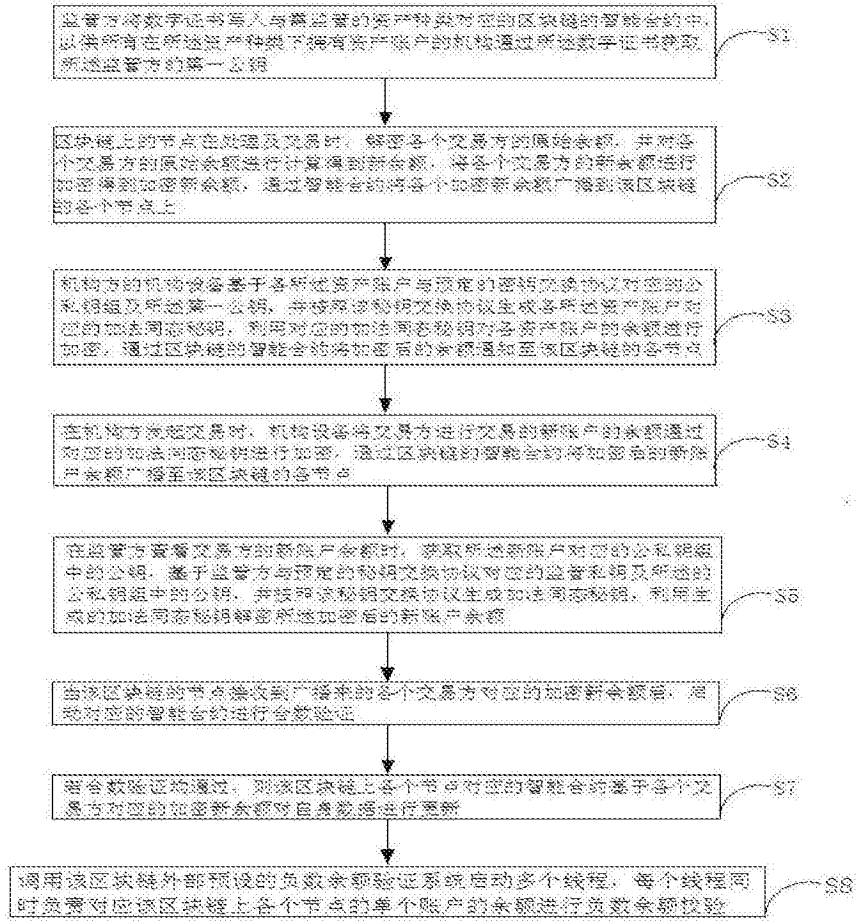 监管方将数字证书写入与需监管的资产种类对应的区块链的智能合约中,
以供所有在所述资产种类下拥有资产账户的机构通过所述数字证书获取
所述监管方的第一公钥
S1
区块链上的节点在处理及交易时，解密各个交易方的原始余额，并对各
个交易方的原始余额进行计算得到新余额，将各个交易方的新余额进行
加密得到加密新余额，通过智能合约将各个加密新余额广播到该区块链
的各个节点上
S2
机构方的机构设备基于各所述资产账户与预定的密钥交换协议对应的公
私钥组及所述第一公钥，并按照该秘钥交换协议生成各所述资产账户对
应的加法同态秘钥，利用对应的加法同态秘钥对各资产账户的余额进行
加密，通过区块链的智能合约将加密后的余额通知至该区块链的各节点
S3
在机构方发起交易时，机构设备将交易方进行交易的新账户的余额通过
对应的加法同态秘钥进行加密，通过区块链的智能合约将加密后的新账
户余额广播至该区块链的各节点
S4
在监管方查看交易方的新账户余额时，获取所述新账户对应的公私钥组
中的公钥，基于监管方与预定的秘钥交换协议对应的监管私钥及所述的
公私钥组中的公钥，并按照该秘钥交换协议生成加法同态秘钥，利用生
成的加法同态秘钥解密所述加密后的新账户余额
S5
当该区块链的节点接收到广播来的各个交易方对应的加密新余额后，启
动对应的智能合约进行合数验证
S6
若合数验证均通过，则该区块链上各个节点对应的智能合约基于各个交
易方对应的加密新余额对自身数据进行更新
S7
调用该区块链外部预设的负数余额验证系统启动多个线程，每个线程同
时负责对应该区块链上各个节点的单个账户的余额进行负数余额校验
S8